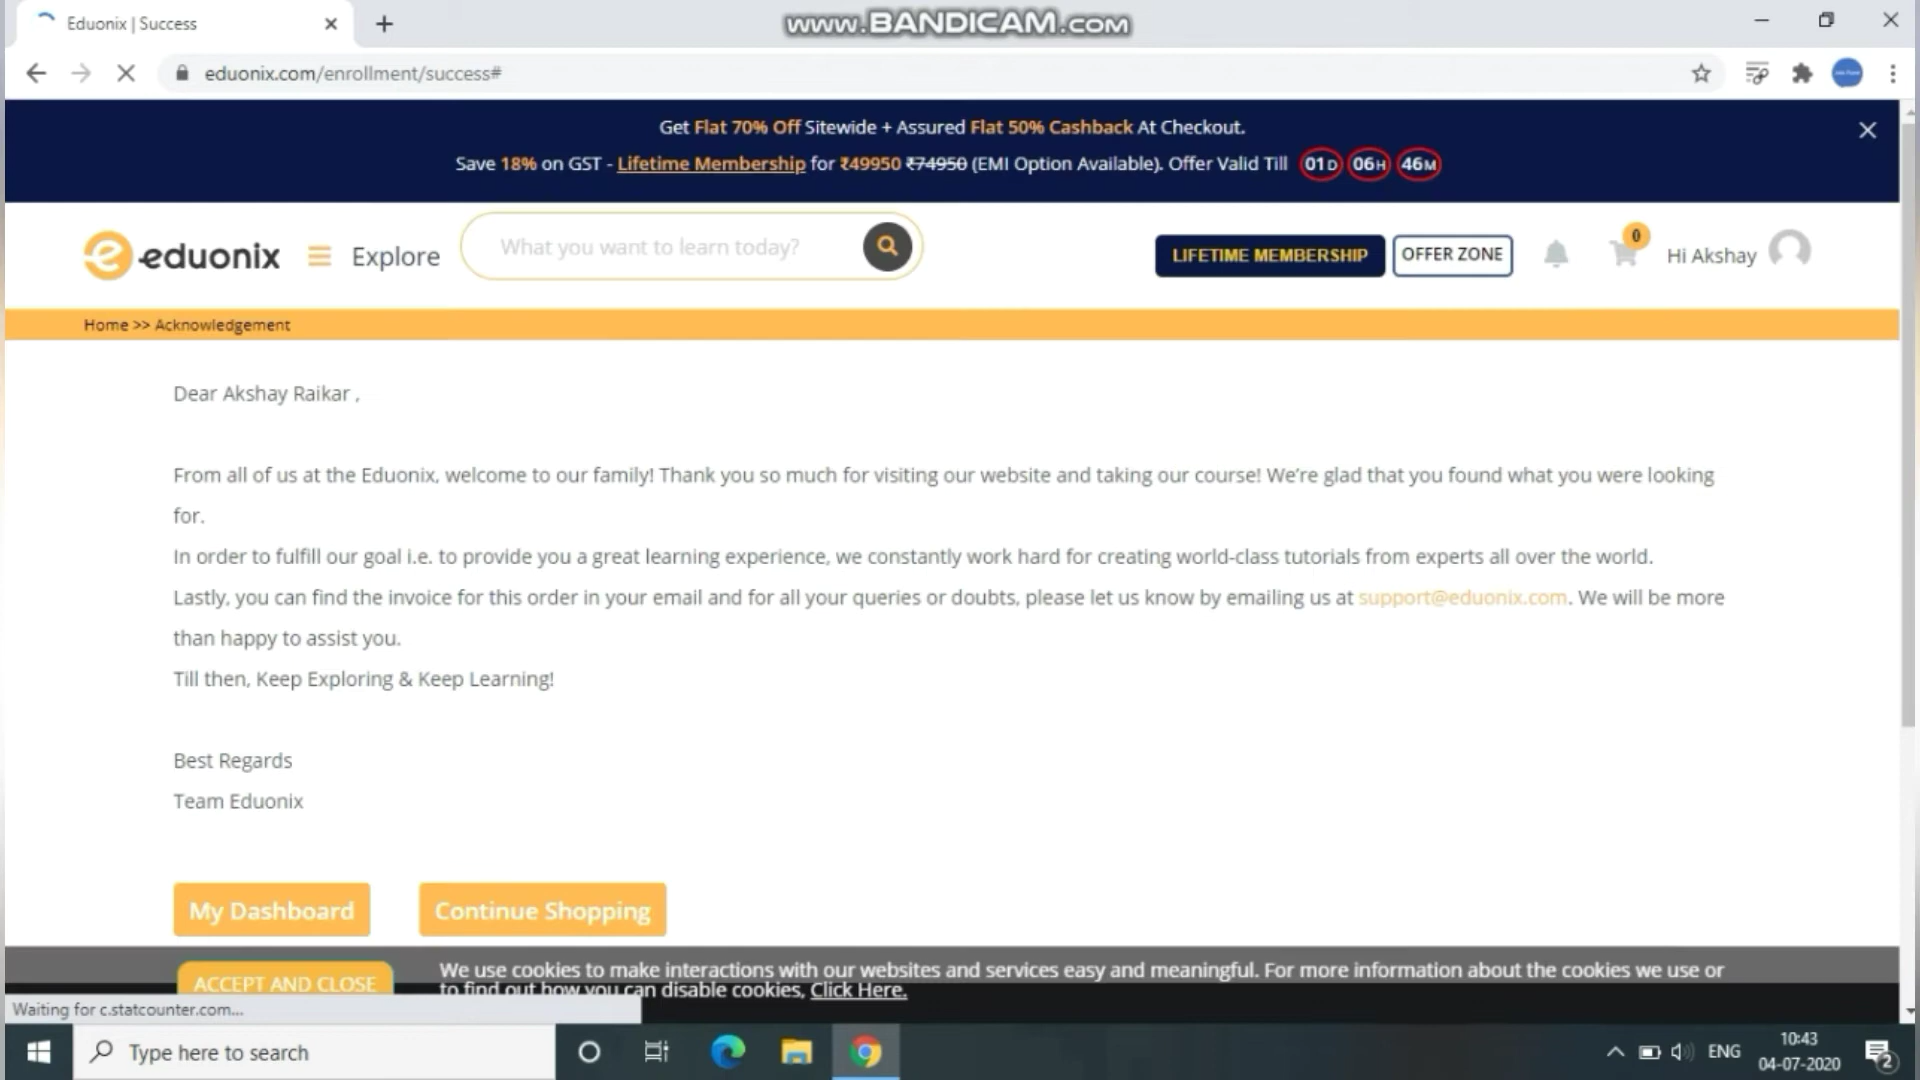 Eduonix | Success
www.BANDICAM.com
eduonix.com/enrollment/success#
Get Flat 70% Off Sitewide + Assured Flat 50% Cashback At Checkout.
Save 18% on GST - Lifetime Membership for ₹49950 ₹74950 (EMI Option Available). Offer Valid Till 01D 06H 46M
eduonix
Explore
What you want to learn today?
LIFETIME MEMBERSHIP
OFFER ZONE
0
Hi Akshay
Home >> Acknowledgement
Dear Akshay Raikar ,
From all of us at the Eduonix, welcome to our family! Thank you so much for visiting our website and taking our course! We’re glad that you found what you were looking
for.
In order to fulfill our goal i.e. to provide you a great learning experience, we constantly work hard for creating world-class tutorials from experts all over the world.
Lastly, you can find the invoice for this order in your email and for all your queries or doubts, please let us know by emailing us at support@eduonix.com. We will be more
than happy to assist you.
Till then, Keep Exploring & Keep Learning!
Best Regards
Team Eduonix
My Dashboard
Continue Shopping
ACCEPT AND CLOSE
We use cookies to make interactions with our websites and services easy and meaningful. For more information about the cookies we use or
to find out how you can disable cookies, Click Here.
Waiting for c.statcounter.com...
Type here to search
ENG
10:43
04-07-2020
2